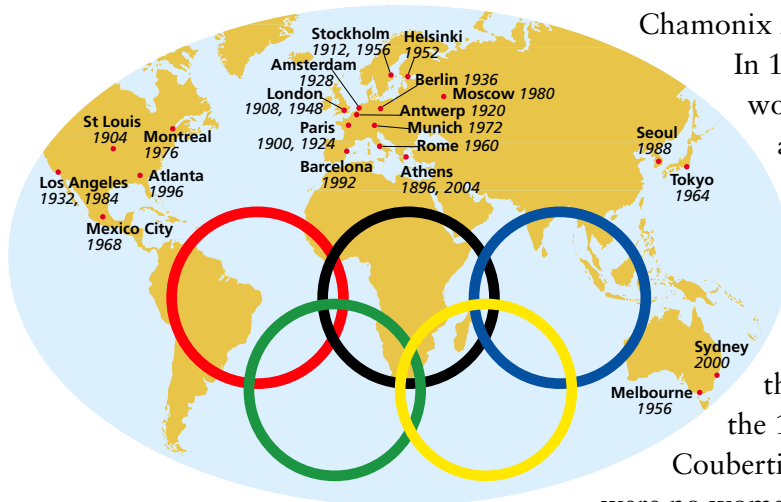 Stockholm
1912, 1956
Helsinki
1952
Amsterdam
1928
Berlin 1936
London
1908, 1948
Moscow 1980
Antwerp 1920
St Louis
1904
Montreal
1976
Paris
1900, 1924
Munich 1972
Seoul
1988
Rome 1960
Barcelona
1992
Athens
1896, 2004
Tokyo
1964
Los Angeles
1932, 1984
Atlanta
1996
Mexico City
1968
Sydney
2000
Melbourne
1956
Chamonix
In 1
wo
a
th
the 1
Couberti
were no wome